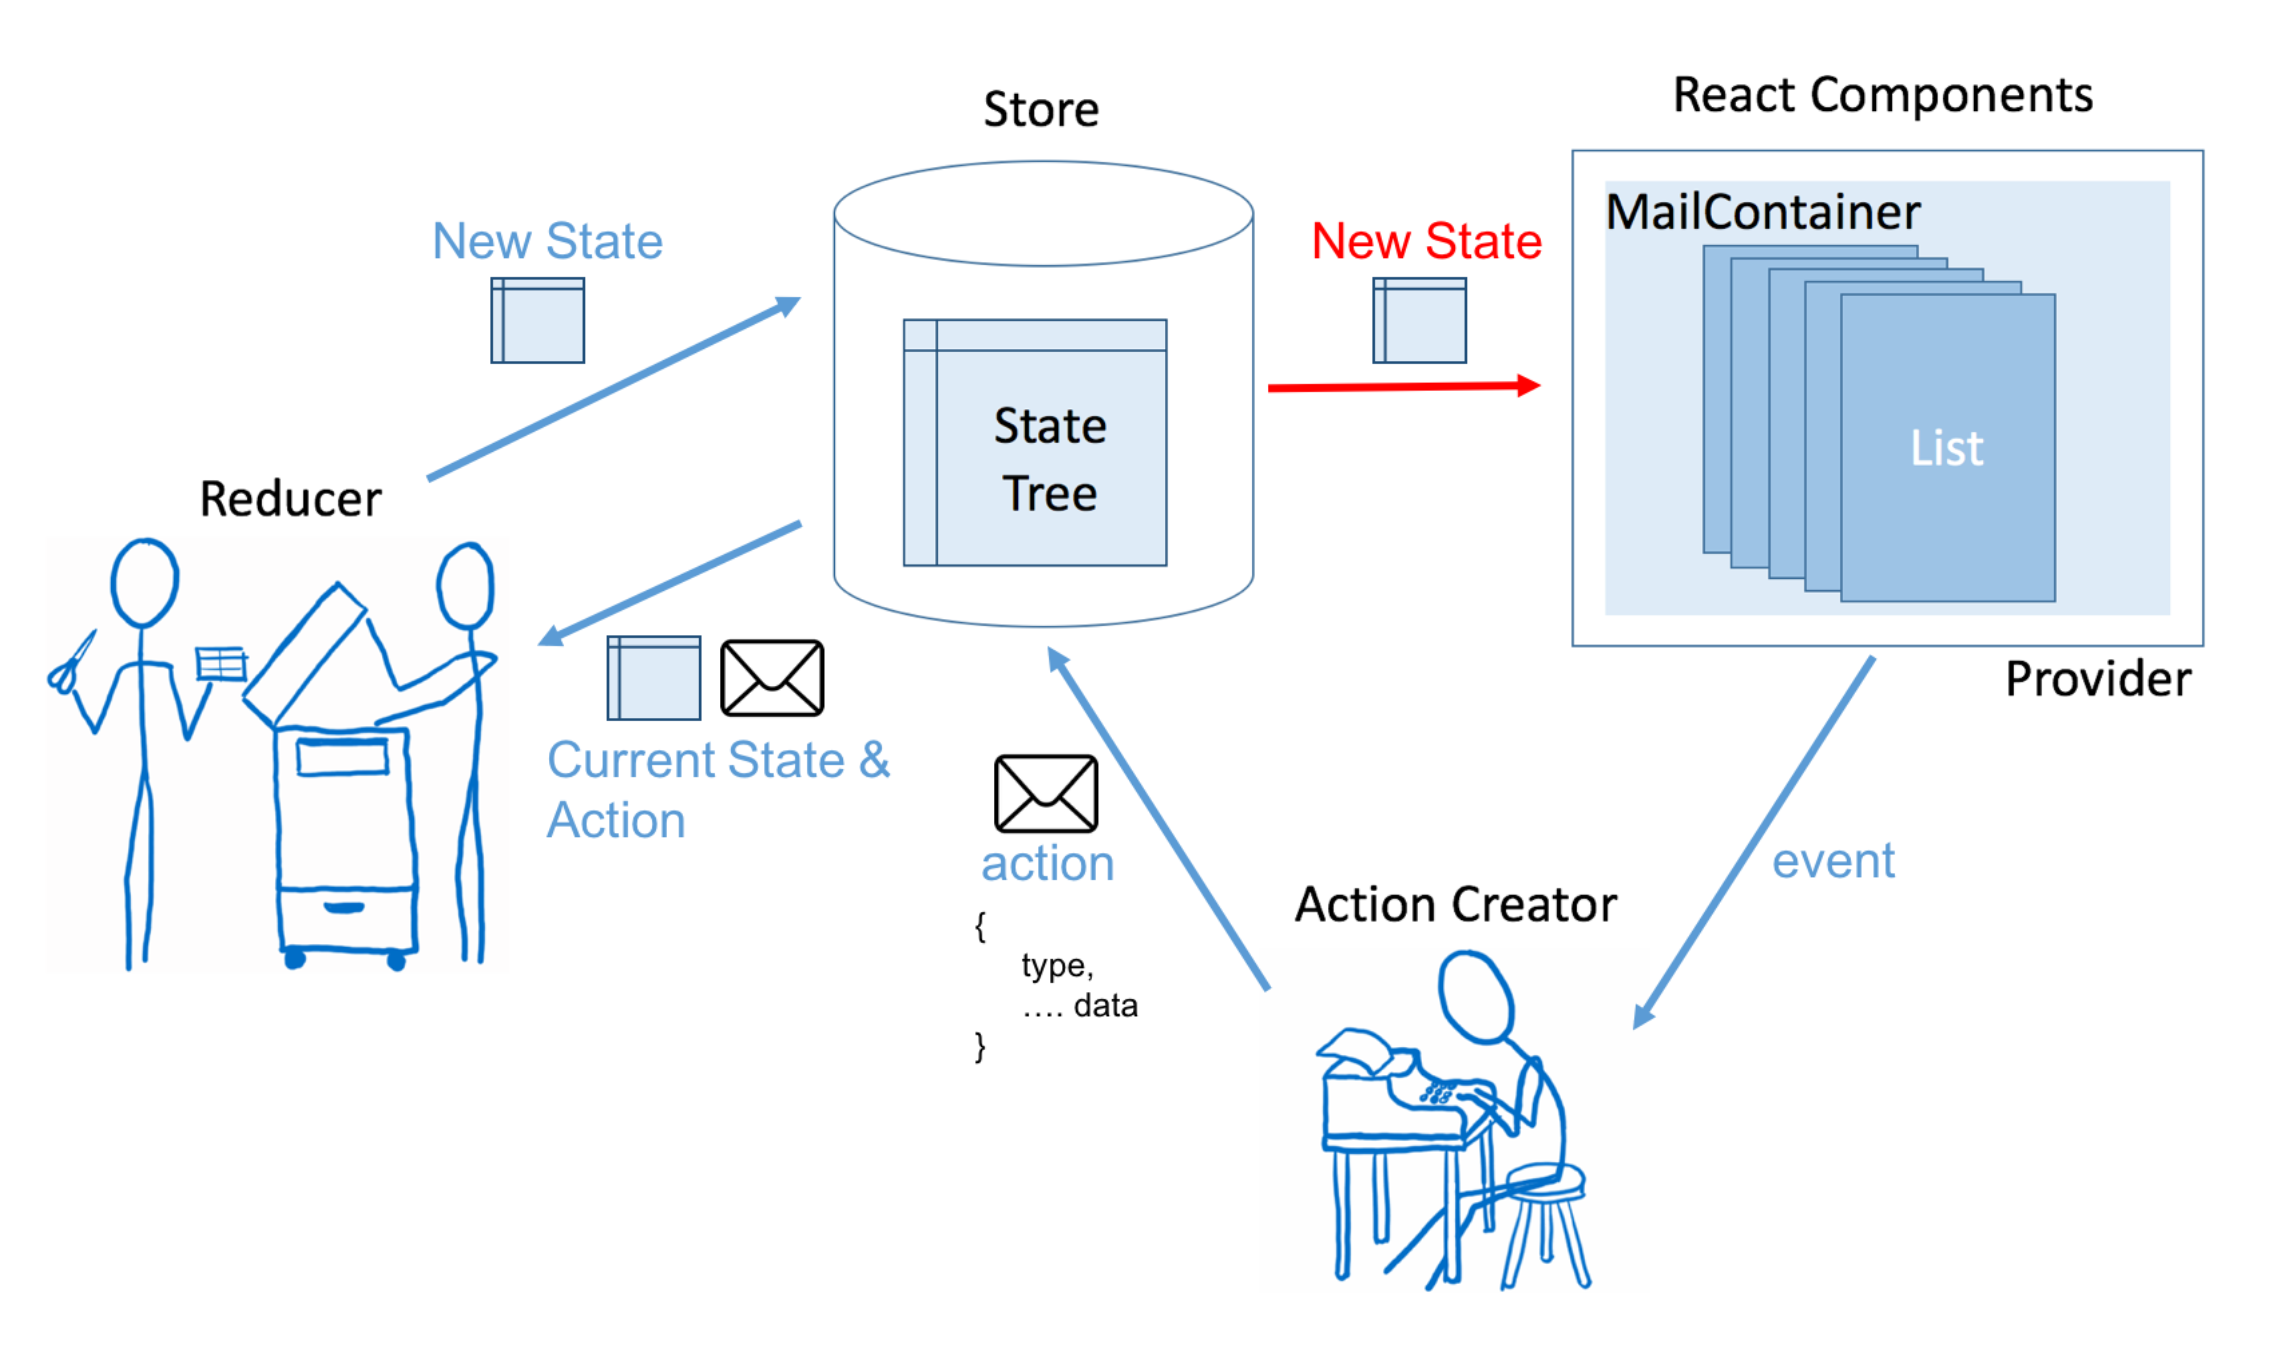 Store
React Components
New State
New State
MailContainer
State
Tree
List
Reducer
Provider
Current State &
Action
action
{
type,
.... data
}
event
Action Creator